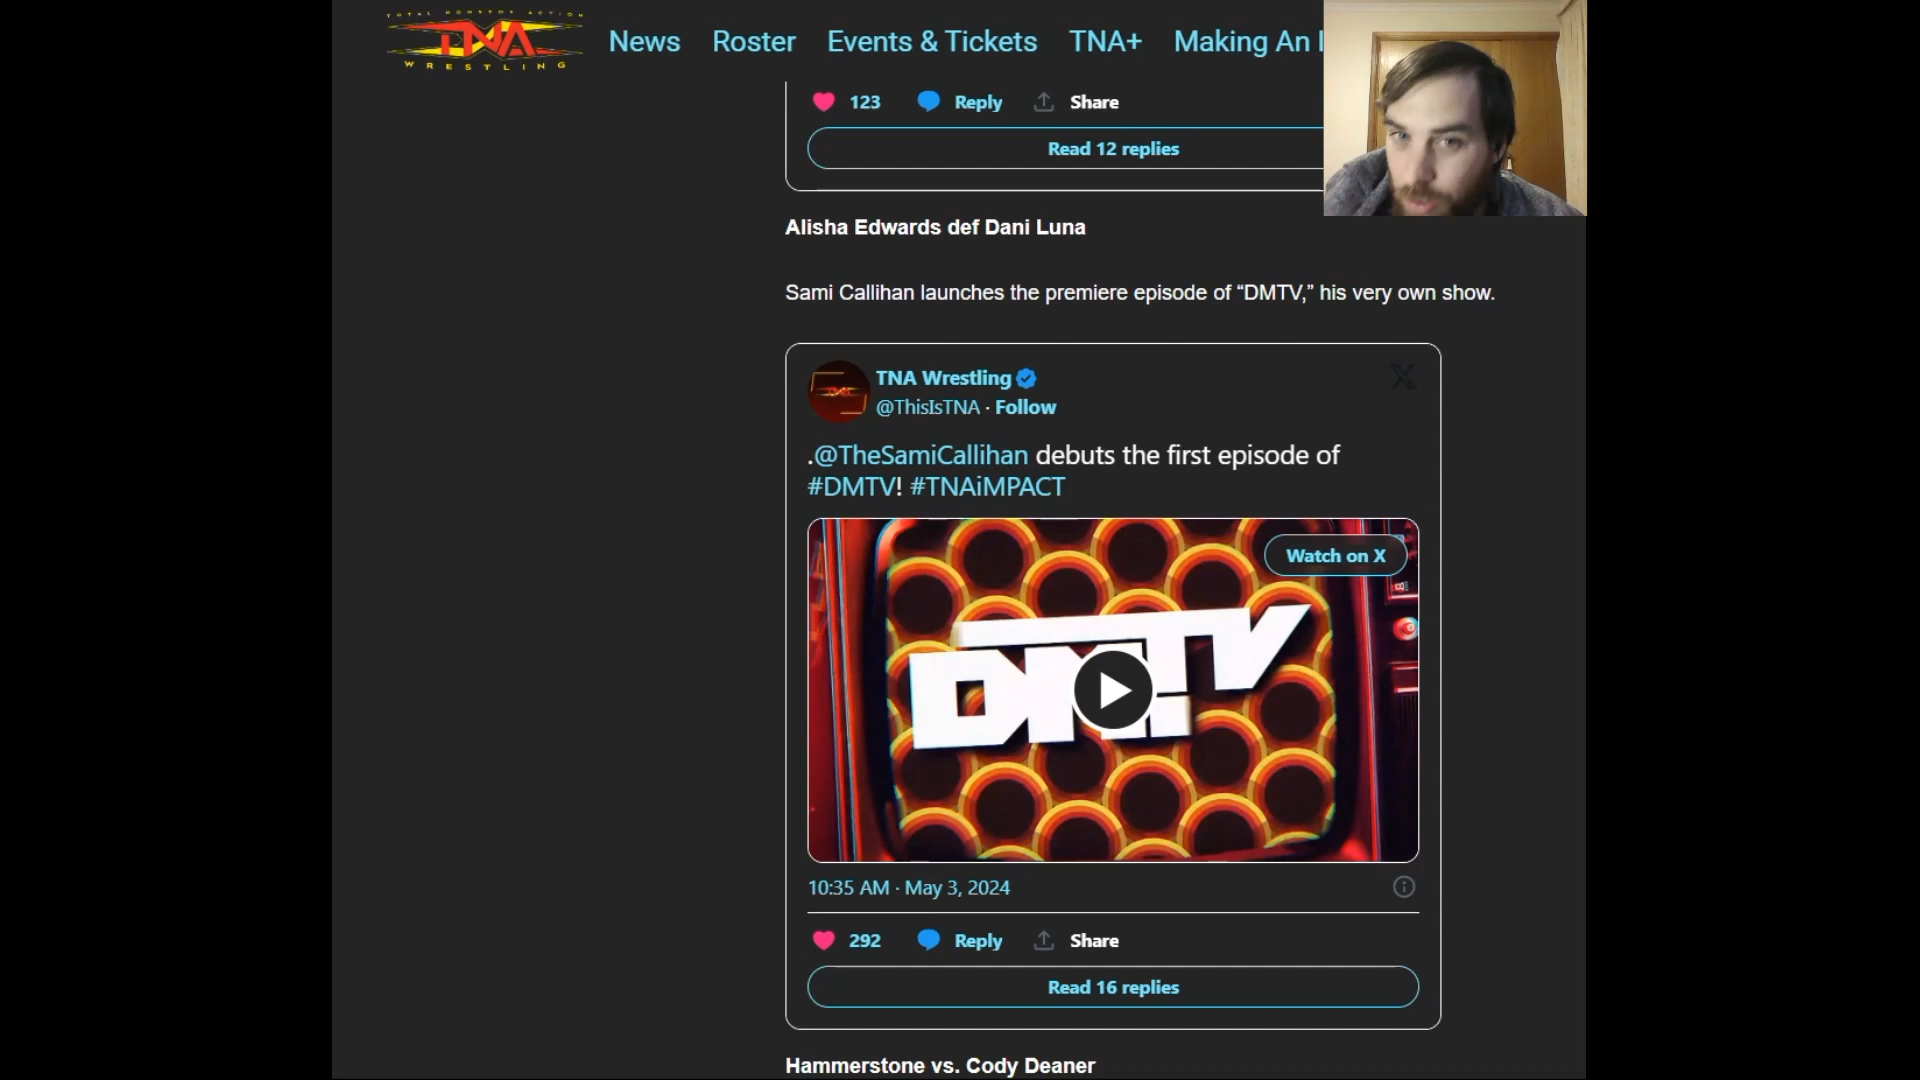 TOTAL NONSTOP ACTION
TNA
WRESTLING
News Roster Events & Tickets TNA+ Making An
123 Reply Share
Read 12 replies
Alisha Edwards def Dani Luna
Sami Callihan launches the premiere episode of “DMTV,” his very own show.
TNA Wrestling
@ThisIsTNA · Follow
.@TheSamiCallihan debuts the first episode of
#DMTV! #TNAiMPACT
Watch on X
DMTV
10:35 AM · May 3, 2024
292 Reply Share
Read 16 replies
Hammerstone vs. Cody Deaner